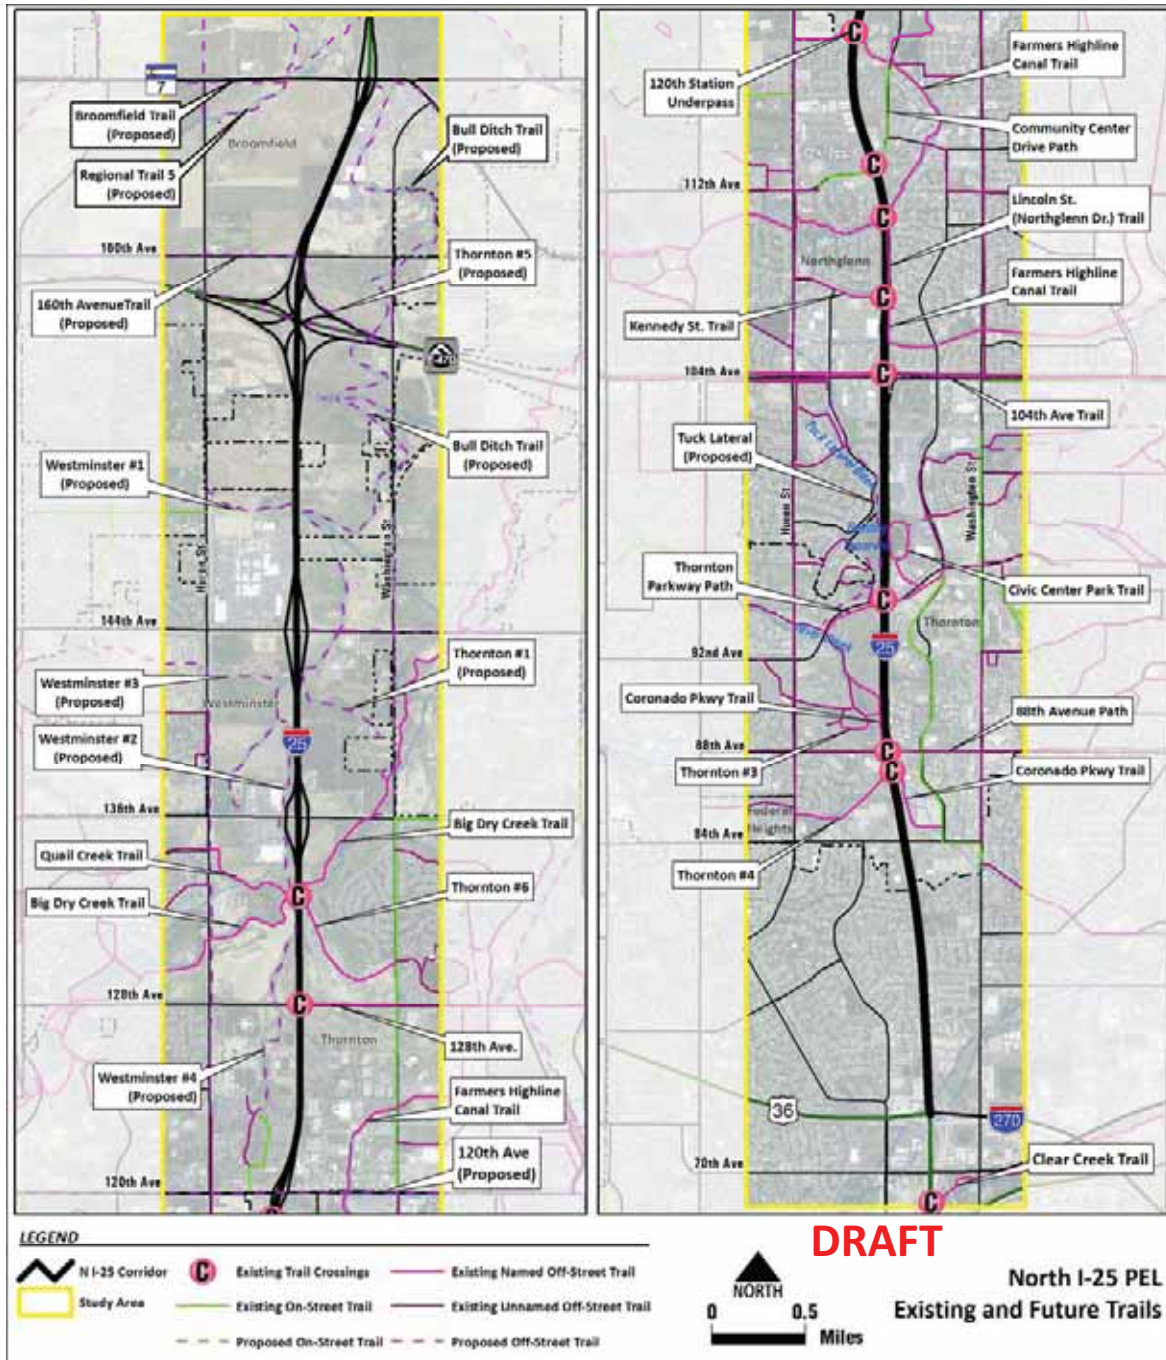 7
Broomfield Trail
(Proposed)
Broomfield
Regional Trail 5
(Proposed)
Bull Ditch Trail
(Proposed)
160th Ave
Thornton #5
(Proposed)
160th AvenueTrail
(Proposed)
470
Bull Ditch Trail
(Proposed)
Westminster #1
(Proposed)
Huron St
Washington St
144th Ave
Thornton #1
(Proposed)
Westminster #3
(Proposed)
Westminster
Westminster #2
(Proposed)
25
136th Ave
Big Dry Creek Trail
Quail Creek Trail
C
Thornton #6
Big Dry Creek Trail
128th Ave
C
128th Ave.
Thornton
Westminster #4
(Proposed)
Farmers Highline
Canal Trail
120th Ave
(Proposed)
120th Ave
C
C
120th Station
Underpass
Farmers Highline
Canal Trail
Community Center
Drive Path
C
112th Ave
C
Lincoln St.
(Northglenn Dr.) Trail
Northglenn
Farmers Highline
Canal Trail
C
Kennedy St. Trail
104th Ave
C
104th Ave Trail
Tuck Lateral
(Proposed)
Huron St
Washington St
Thornton
Parkway Path
C
Civic Center Park Trail
Thornton
25
92nd Ave
Coronado Pkwy Trail
88th Avenue Path
88th Ave
C
C
Thornton #3
Coronado Pkwy Trail
Federal
Heights
84th Ave
Thornton #4
36
270
70th Ave
Clear Creek Trail
C
DRAFT
LEGEND
N I-25 Corridor
C Existing Trail Crossings
Existing Named Off-Street Trail
Study Area
Existing On-Street Trail
Existing Unnamed Off-Street Trail
Proposed On-Street Trail
Proposed Off-Street Trail
NORTH
0 0.5
Miles
North I-25 PEL
Existing and Future Trails